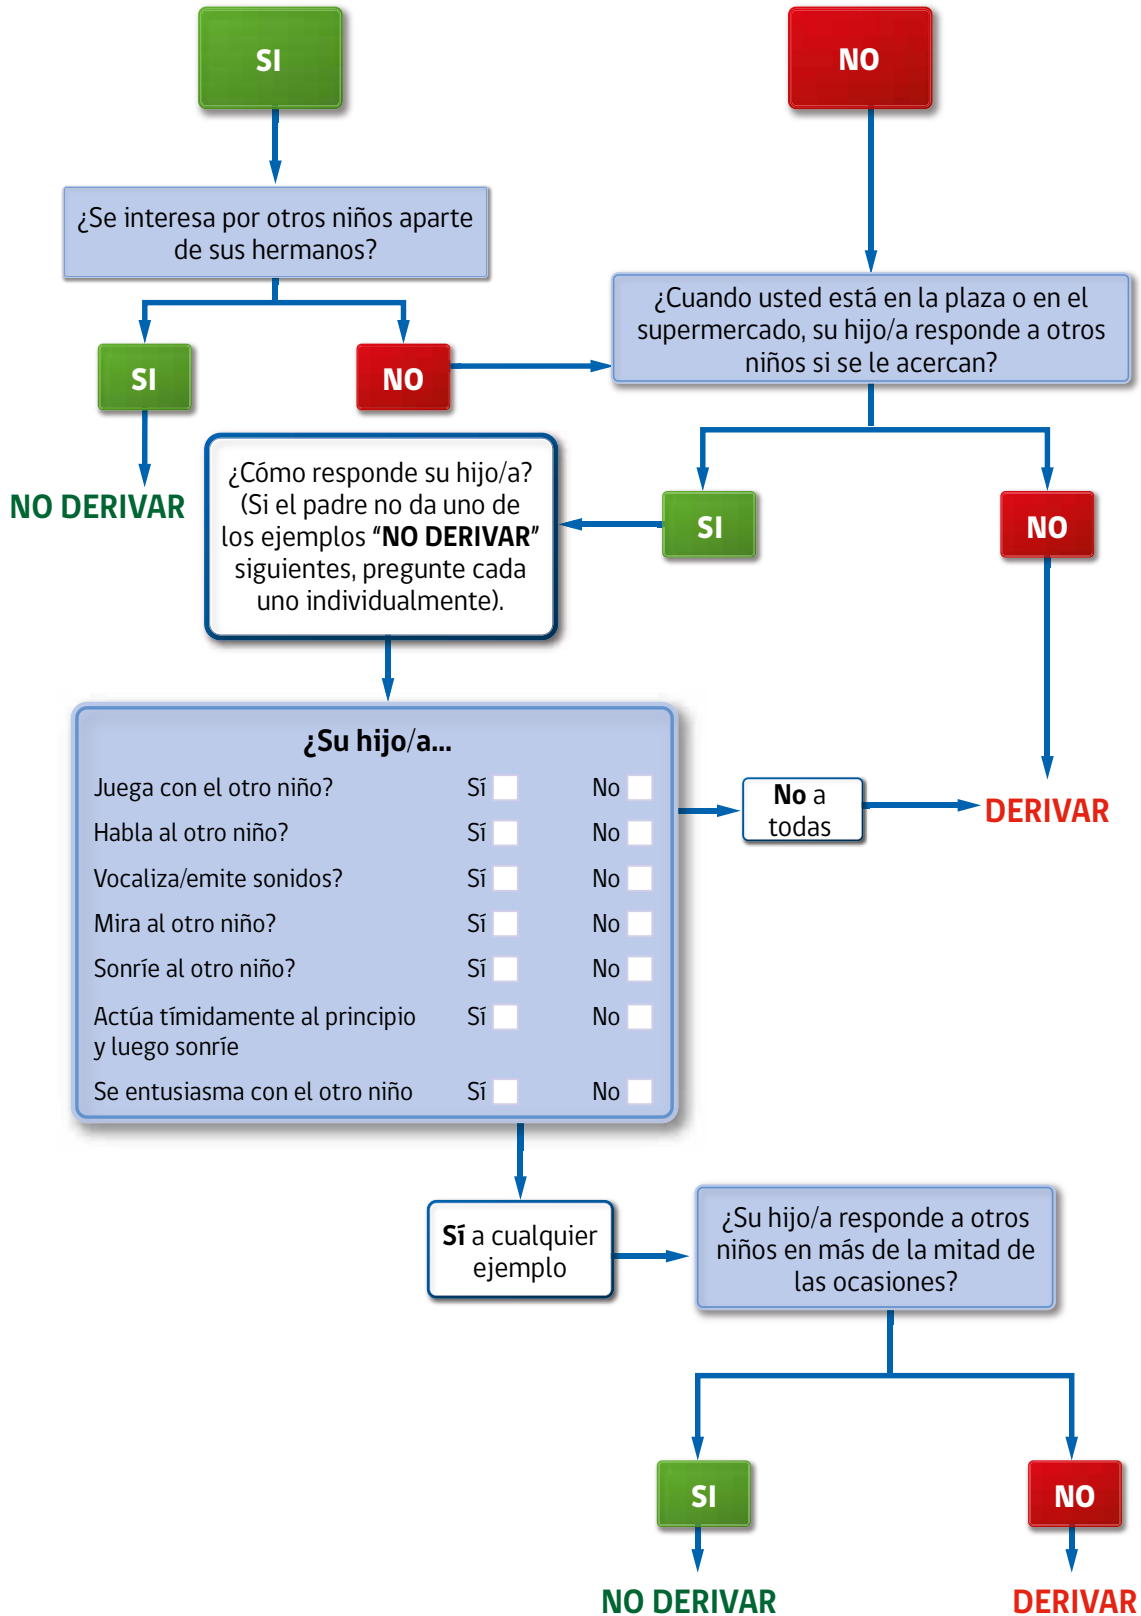 SI
NO
¿Se interesa por otros niños aparte
de sus hermanos?
¿Cuando usted está en la plaza o en el
supermercado, su hijo/a responde a otros
niños si se le acercan?
SI
NO
NO DERIVAR
¿Cómo responde su hijo/a?
(Si el padre no da uno de
los ejemplos “NO DERIVAR”
siguientes, pregunte cada
uno individualmente).
SI
NO
¿Su hijo/a...
Juega con el otro niño? Sí No
Habla al otro niño? Sí No
Vocaliza/emite sonidos? Sí No
Mira al otro niño? Sí No
Sonríe al otro niño? Sí No
Actúa tímidamente al principio Sí No
y luego sonríe
Se entusiasma con el otro niño Sí No
No a
todas
DERIVAR
Sí a cualquier
ejemplo
¿Su hijo/a responde a otros
niños en más de la mitad de
las ocasiones?
SI
NO
NO DERIVAR
DERIVAR